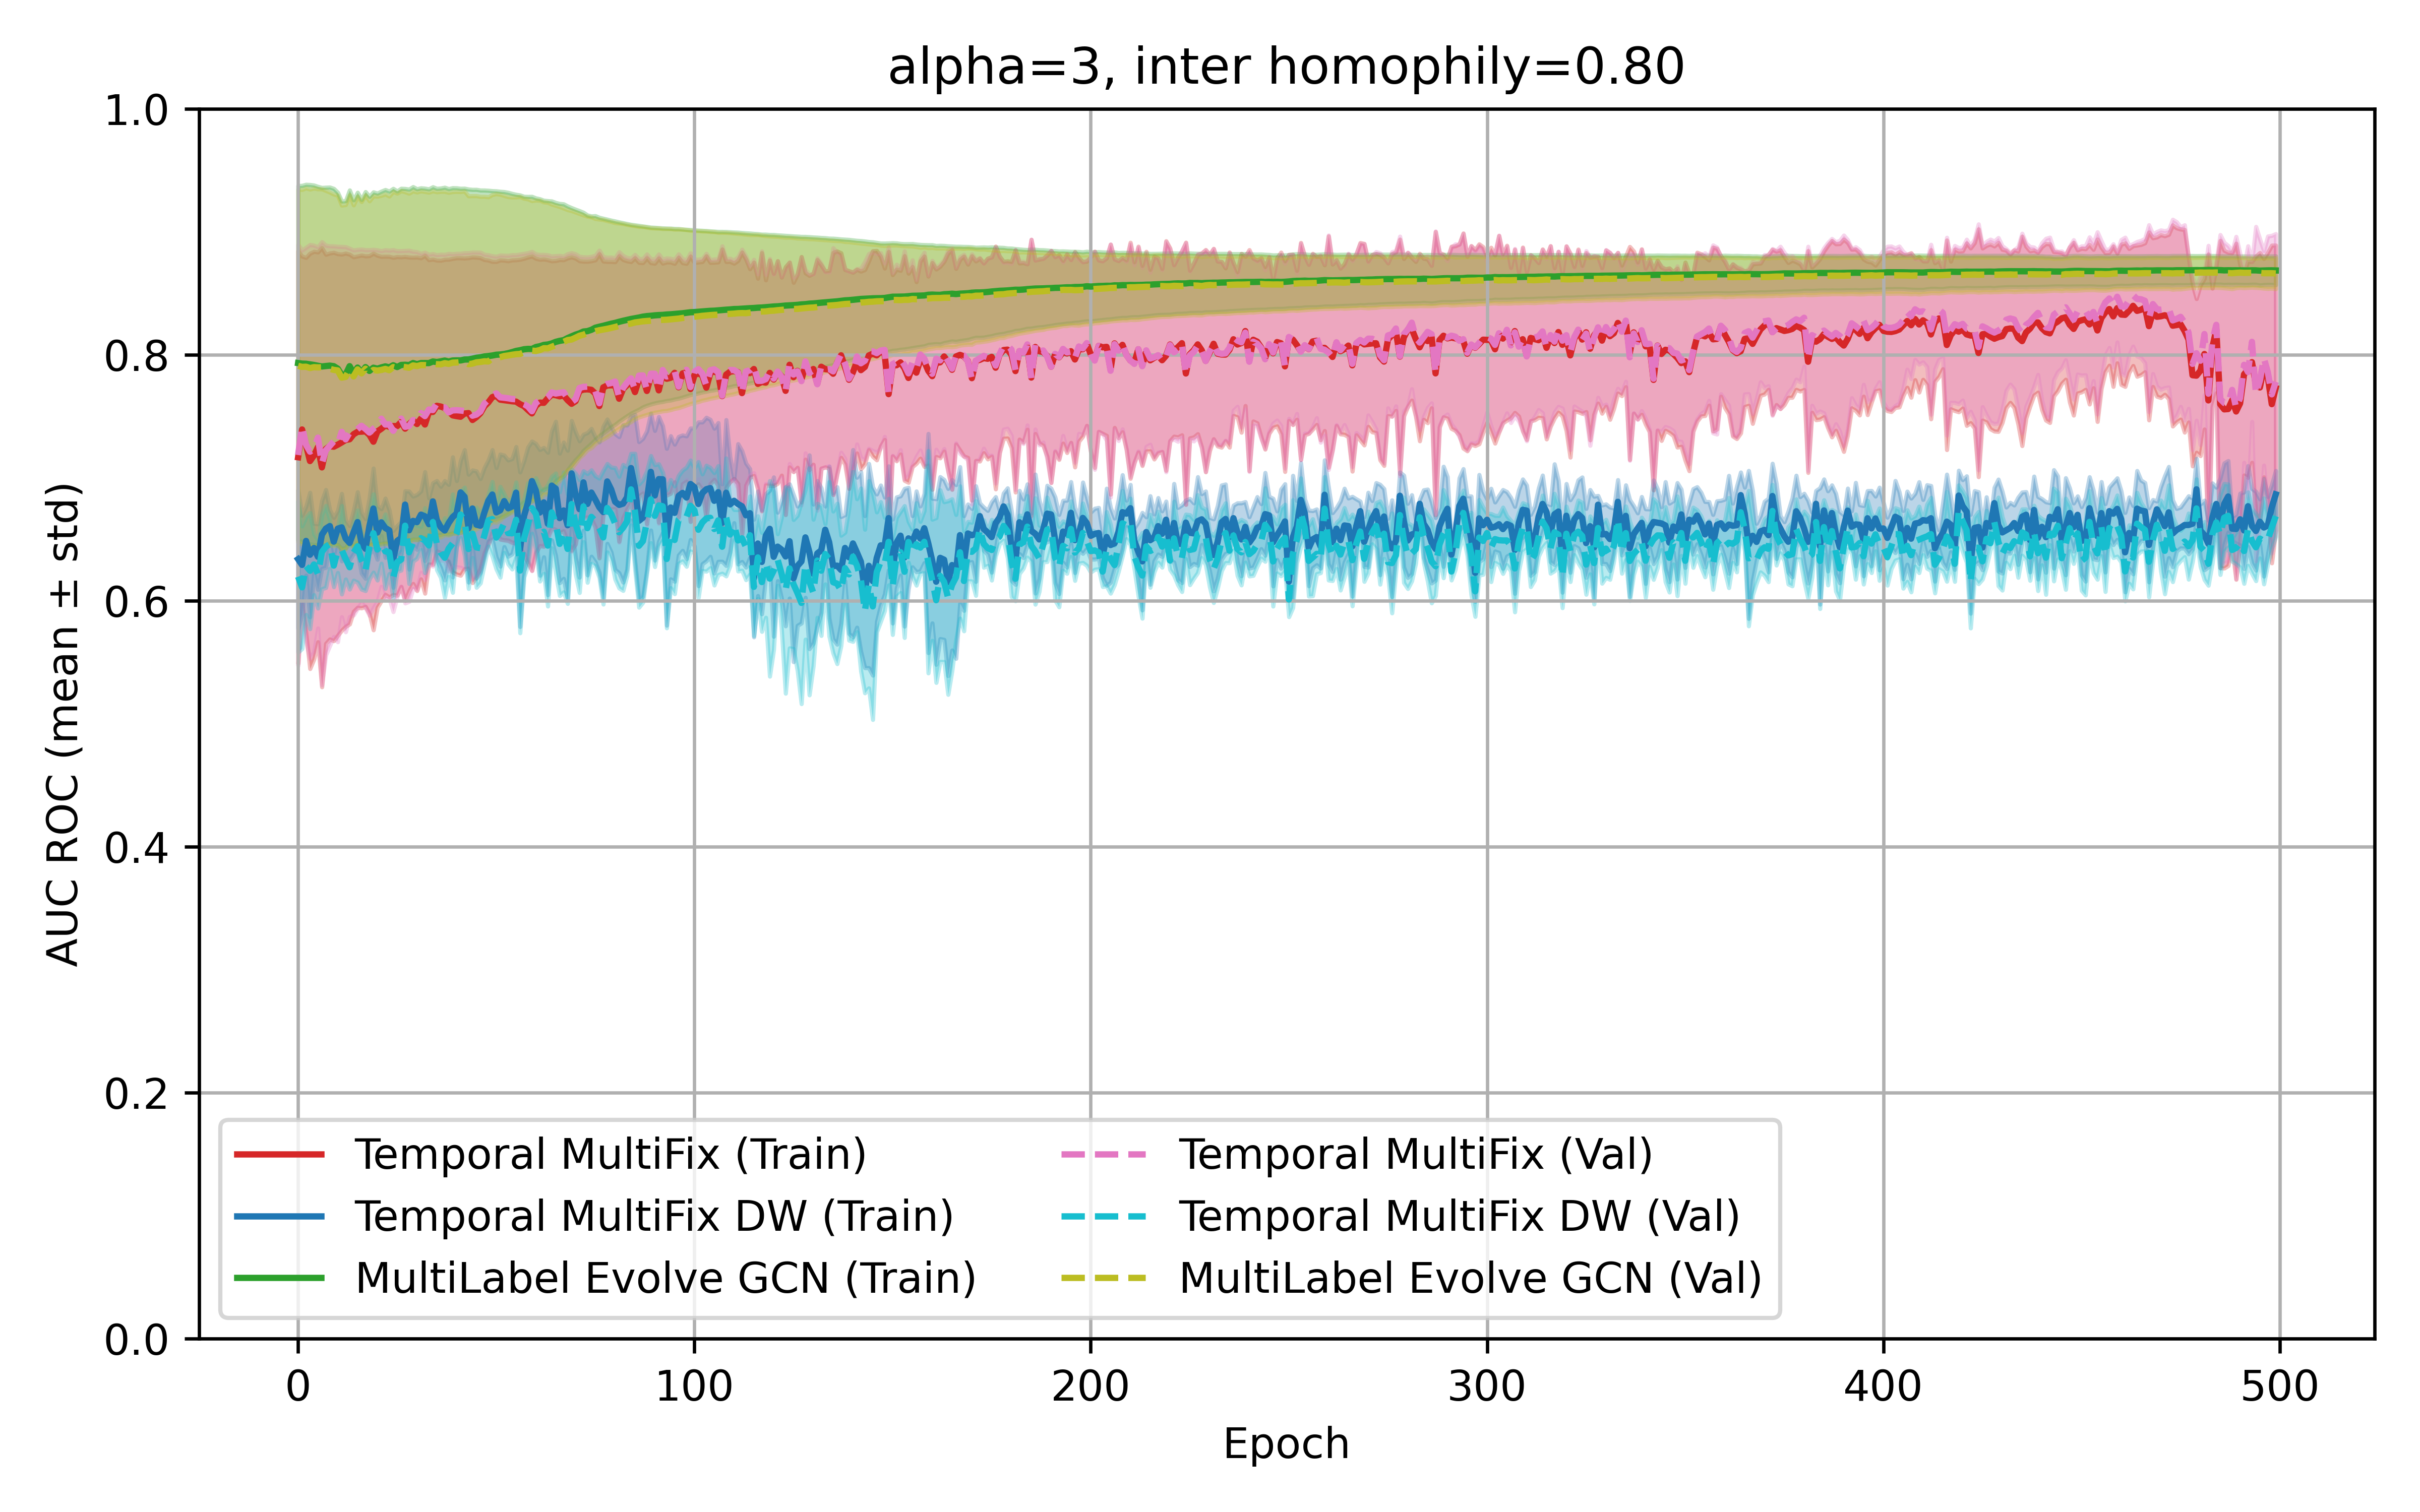 alpha=3, inter homophily=0.80
1.0
0.8
0.6
0.4
0.2
0.0
AUC ROC (mean ± std)
Temporal MultiFix (Train)
Temporal MultiFix DW (Train)
MultiLabel Evolve GCN (Train)
Temporal MultiFix (Val)
Temporal MultiFix DW (Val)
MultiLabel Evolve GCN (Val)
0 100 200 300 400 500
Epoch